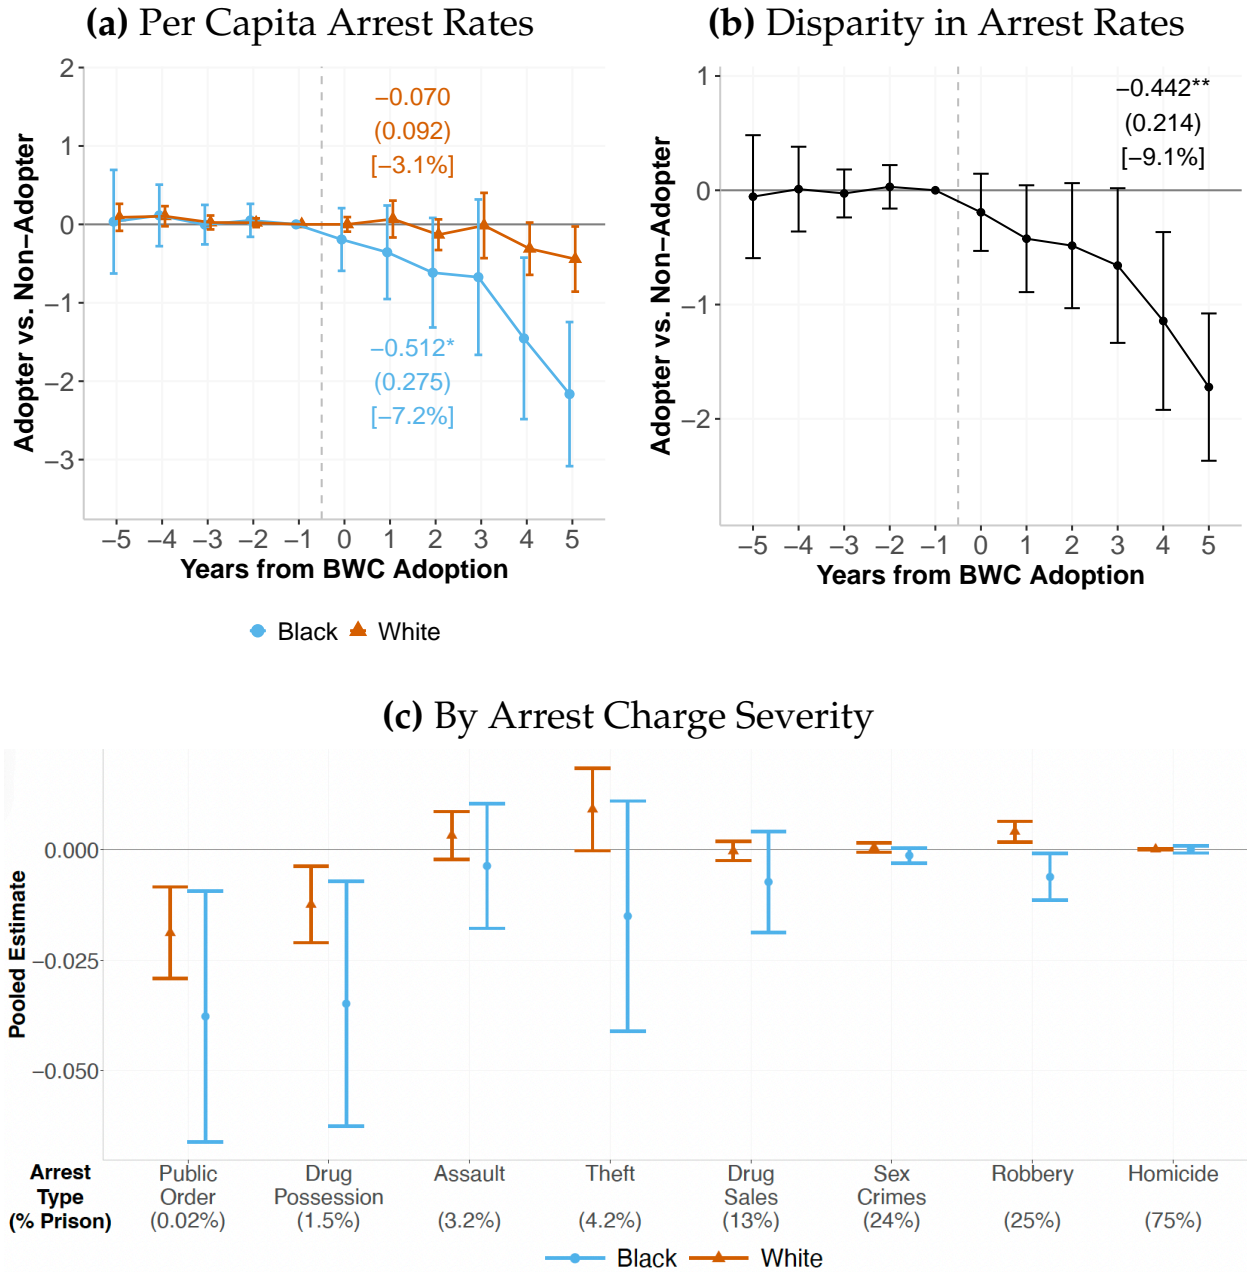 (a) Per Capita Arrest Rates
2
1
0
−1
−2
−3
Adopter vs. Non−Adopter
−0.070
(0.092)
[−3.1%]
−0.512*
(0.275)
[−7.2%]
−5 −4 −3 −2 −1 0 1 2 3 4 5
Years from BWC Adoption
Black White
(b) Disparity in Arrest Rates
1
0
−1
−2
Adopter vs. Non−Adopter
−0.442**
(0.214)
[−9.1%]
−5 −4 −3 −2 −1 0 1 2 3 4 5
Years from BWC Adoption
(c) By Arrest Charge Severity
0.000
−0.025
−0.050
Pooled Estimate
Arrest Public Drug Assault Theft Drug Sex Robbery Homicide
Type Order Possession Sales Crimes
(% Prison) (0.02%) (1.5%) (3.2%) (4.2%) (13%) (24%) (25%) (75%)
Black White